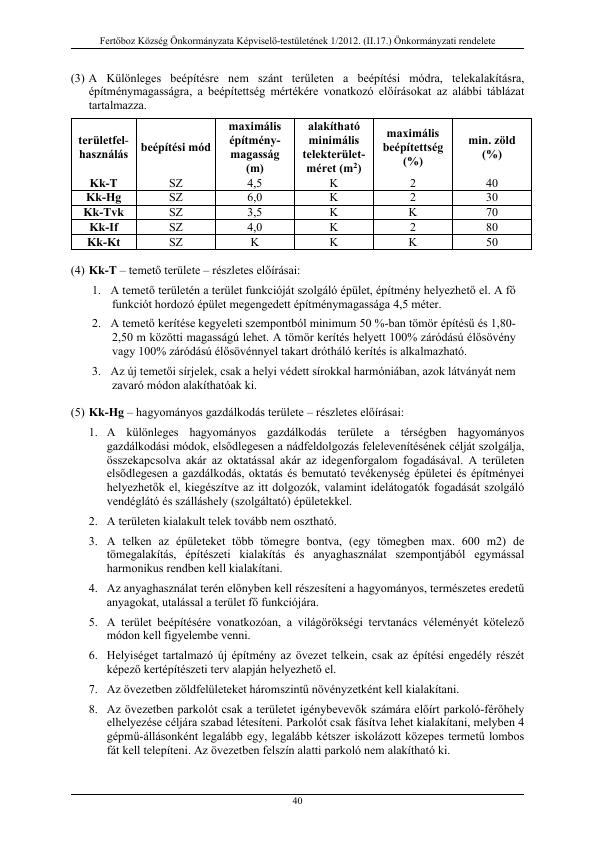 Fertőboz Község Önkormányzata Képviselő-testületének 1/2012. (II.17.) Önkormányzati rendelete
(3) A Különleges beépítésre nem szánt területen a beépítési módra, telekalakításra,
építménymagasságra, a beépítettség mértékére vonatkozó előírásokat az alábbi táblázat
tartalmazza.
területfel-használás | beépítési mód | maximális építmény-magasság (m) | alakítható minimális telekterület-méret (m²) | maximális beépítettség (%) | min. zöld (%)
Kk-T | SZ | 4,5 | K | 2 | 40
Kk-Hg | SZ | 6,0 | K | 2 | 30
Kk-Tvk | SZ | 3,5 | K | K | 70
Kk-If | SZ | 4,0 | K | 2 | 80
Kk-Kt | SZ | K | K | K | 50
(4) Kk-T – temető területe – részletes előírásai:
1. A temető területén a terület funkcióját szolgáló épület, építmény helyezhető el. A fő
funkciót hordozó épület megengedett építménymagassága 4,5 méter.
2. A temető kerítése kegyeleti szempontból minimum 50 %-ban tömör építésű és 1,80-
2,50 m közötti magasságú lehet. A tömör kerítés helyett 100% záródású élősövény
vagy 100% záródású élősövénnyel takart drótháló kerítés is alkalmazható.
3. Az új temetői sírjelek, csak a helyi védett sírokkal harmóniában, azok látványát nem
zavaró módon alakíthatóak ki.
(5) Kk-Hg – hagyományos gazdálkodás területe – részletes előírásai:
1. A különleges hagyományos gazdálkodás területe a térségben hagyományos
gazdálkodási módok, elsődlegesen a nádfeldolgozás felelevenítésének célját szolgálja,
összekapcsolva akár az oktatással akár az idegenforgalom fogadásával. A területen
elsődlegesen a gazdálkodás, oktatás és bemutató tevékenység épületei és építményei
helyezhetők el, kiegészítve az itt dolgozók, valamint idelátogatók fogadását szolgáló
vendéglátó és szálláshely (szolgáltató) épületekkel.
2. A területen kialakult telek tovább nem osztható.
3. A telken az épületeket több tömegre bontva, (egy tömegben max. 600 m2) de
tömegalakítás, építészeti kialakítás és anyaghasználat szempontjából egymással
harmonikus rendben kell kialakítani.
4. Az anyaghasználat terén előnyben kell részesíteni a hagyományos, természetes eredetű
anyagokat, utalással a terület fő funkciójára.
5. A terület beépítésére vonatkozóan, a világörökségi tervtanács véleményét kötelező
módon kell figyelembe venni.
6. Helyiséget tartalmazó új építmény az övezet telkein, csak az építési engedély részét
képező kertépítészeti terv alapján helyezhető el.
7. Az övezetben zöldfelületeket háromszintű növényzetként kell kialakítani.
8. Az övezetben parkolót csak a területet igénybevevők számára előírt parkoló-férőhely
elhelyezése céljára szabad létesíteni. Parkolót csak fásítva lehet kialakítani, melyben 4
gépmű-állásonként legalább egy, legalább kétszer iskolázott közepes termetű lombos
fát kell telepíteni. Az övezetben felszín alatti parkoló nem alakítható ki.
40